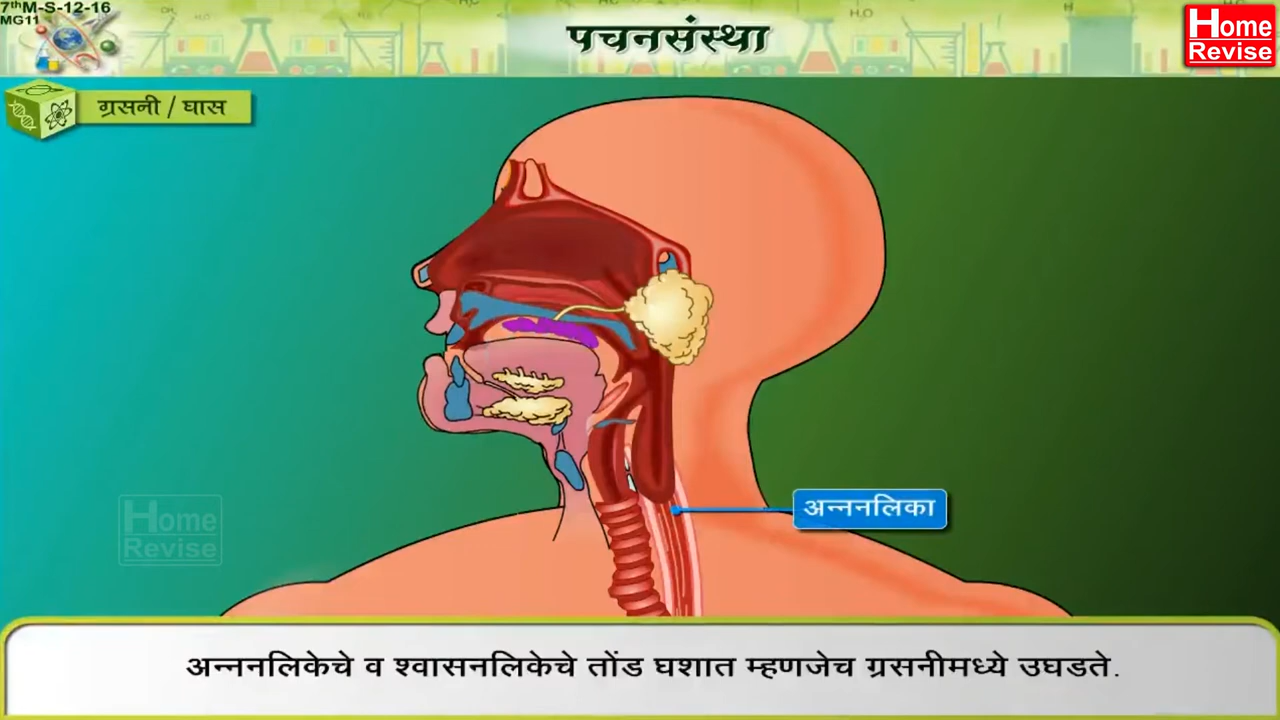 7thM-S-12-16
MG11
पचनसंस्था
Home
Revise
ग्रसनी / घास
अन्ननलिका
Home
Revise
अन्ननलिकेचे व श्वासनलिकेचे तोंड घशात म्हणजेच ग्रसनीमध्ये उघडते.